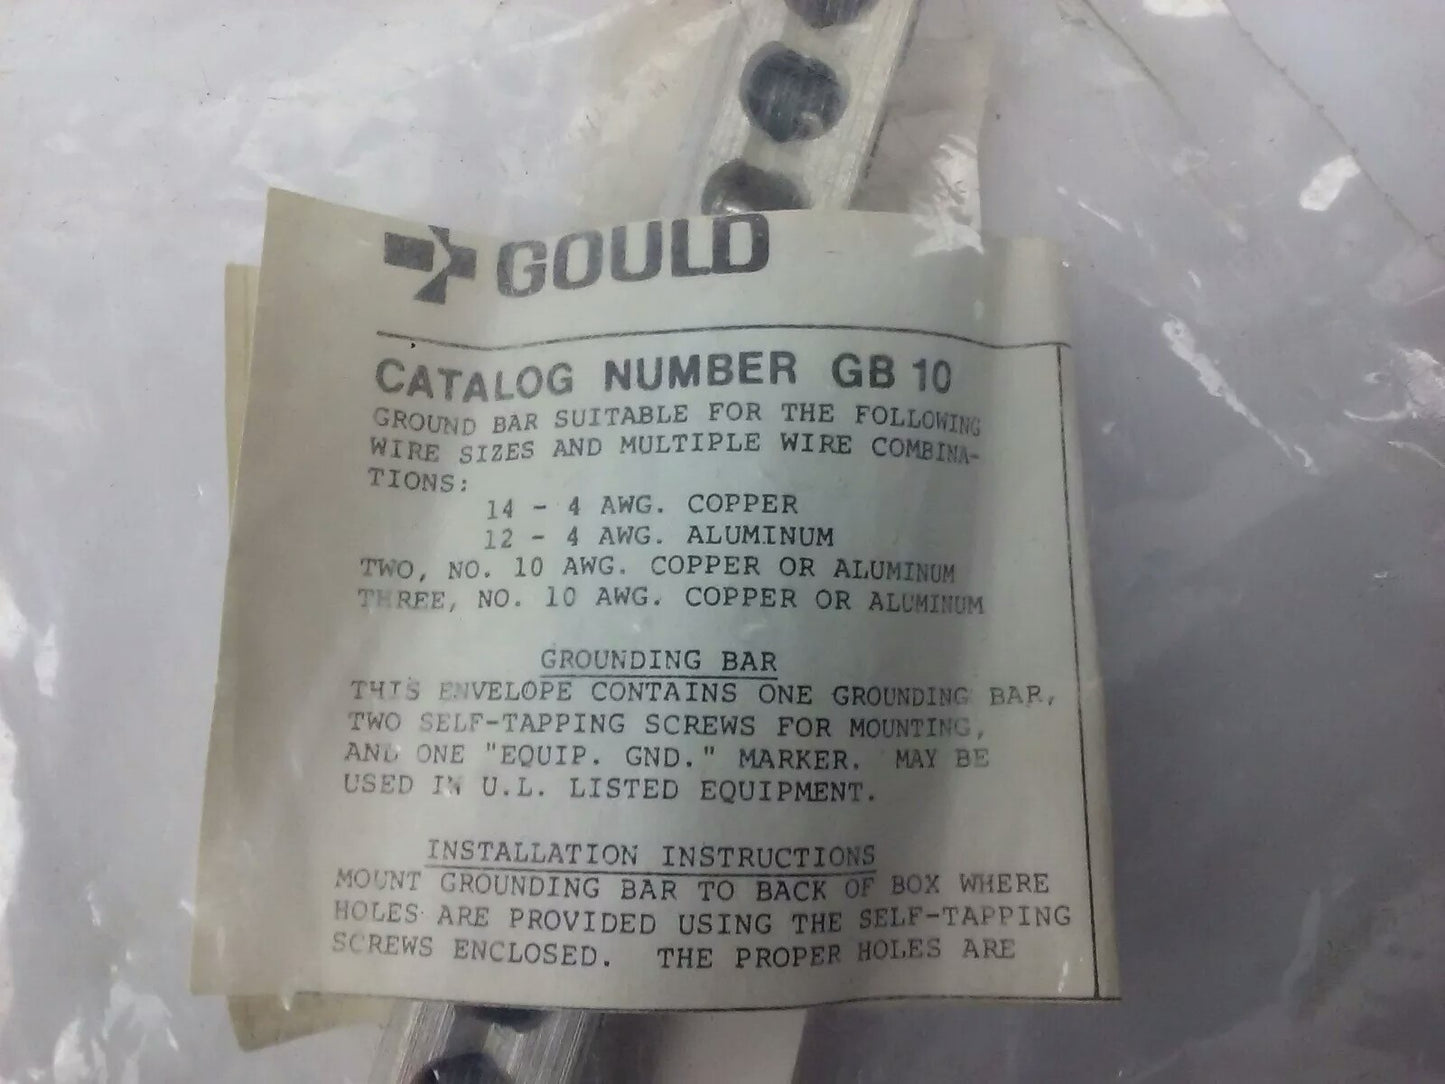 GOULD
CATALOG NUMBER GB 10
GROUND BAR SUITABLE FOR THE FOLLOWING
WIRE SIZES AND MULTIPLE WIRE COMBINA-
TIONS:
14 - 4 AWG. COPPER
12 - 4 AWG. ALUMINUM
TWO, NO. 10 AWG. COPPER OR ALUMINUM
THREE, NO. 10 AWG. COPPER OR ALUMINUM
GROUNDING BAR
THIS ENVELOPE CONTAINS ONE GROUNDING BAR,
TWO SELF-TAPPING SCREWS FOR MOUNTING,
AND ONE "EQUIP. GND." MARKER. MAY BE
USED IN U.L. LISTED EQUIPMENT.
INSTALLATION INSTRUCTIONS
MOUNT GROUNDING BAR TO BACK OF BOX WHERE
HOLES ARE PROVIDED USING THE SELF-TAPPING
SCREWS ENCLOSED. THE PROPER HOLES ARE